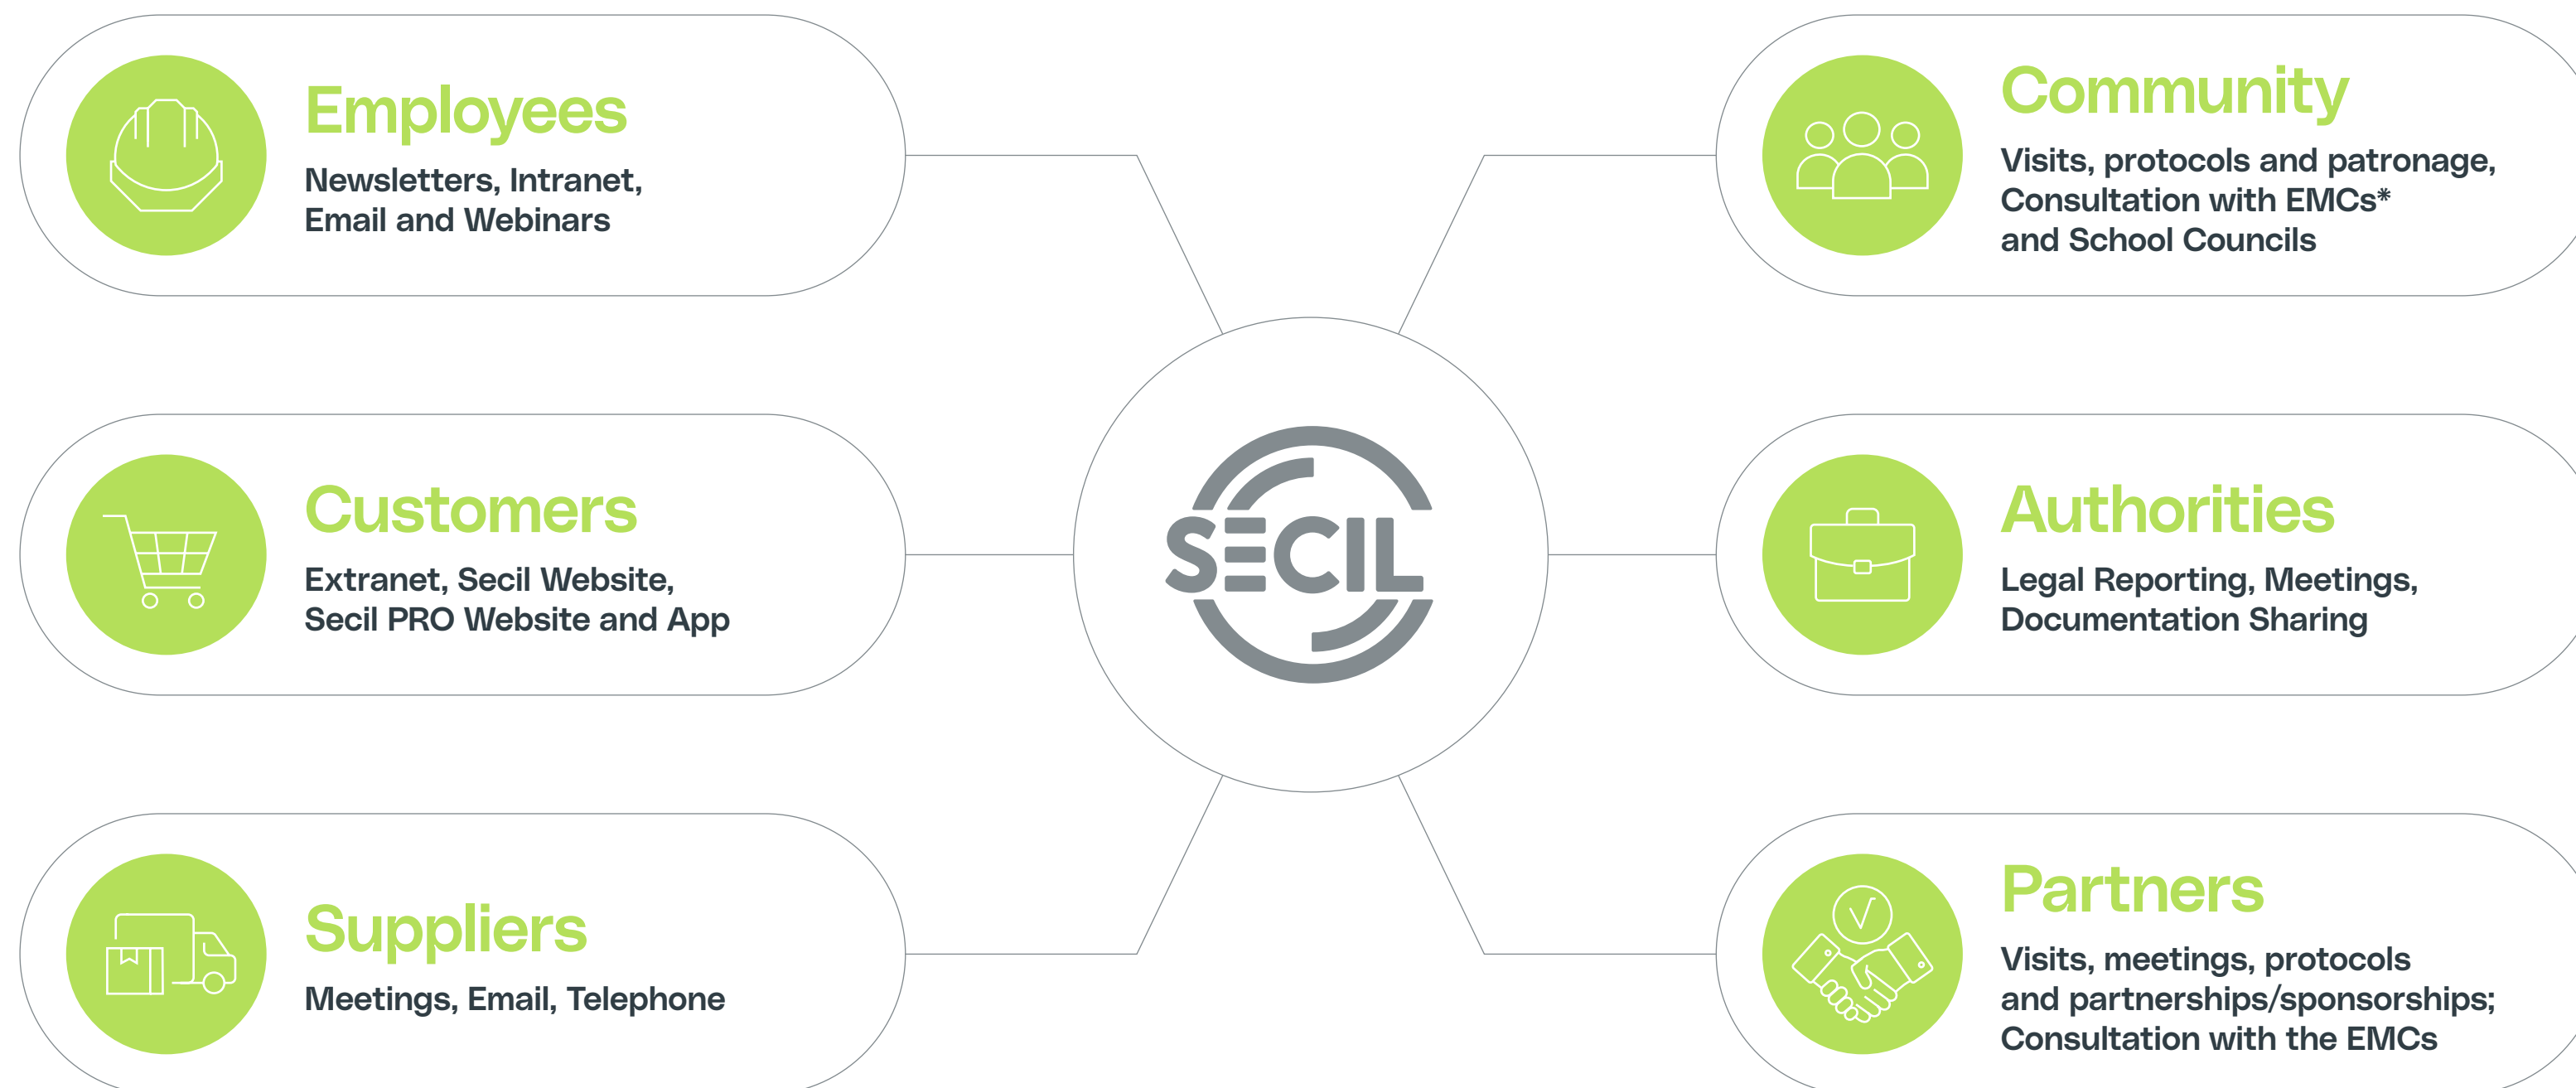 Employees
Newsletters, Intranet,
Email and Webinars
Customers
Extranet, Secil Website,
Secil PRO Website and App
Suppliers
Meetings, Email, Telephone
SECIL
Community
Visits, protocols and patronage,
Consultation with EMCs*
and School Councils
Authorities
Legal Reporting, Meetings,
Documentation Sharing
Partners
Visits, meetings, protocols
and partnerships/sponsorships;
Consultation with the EMCs